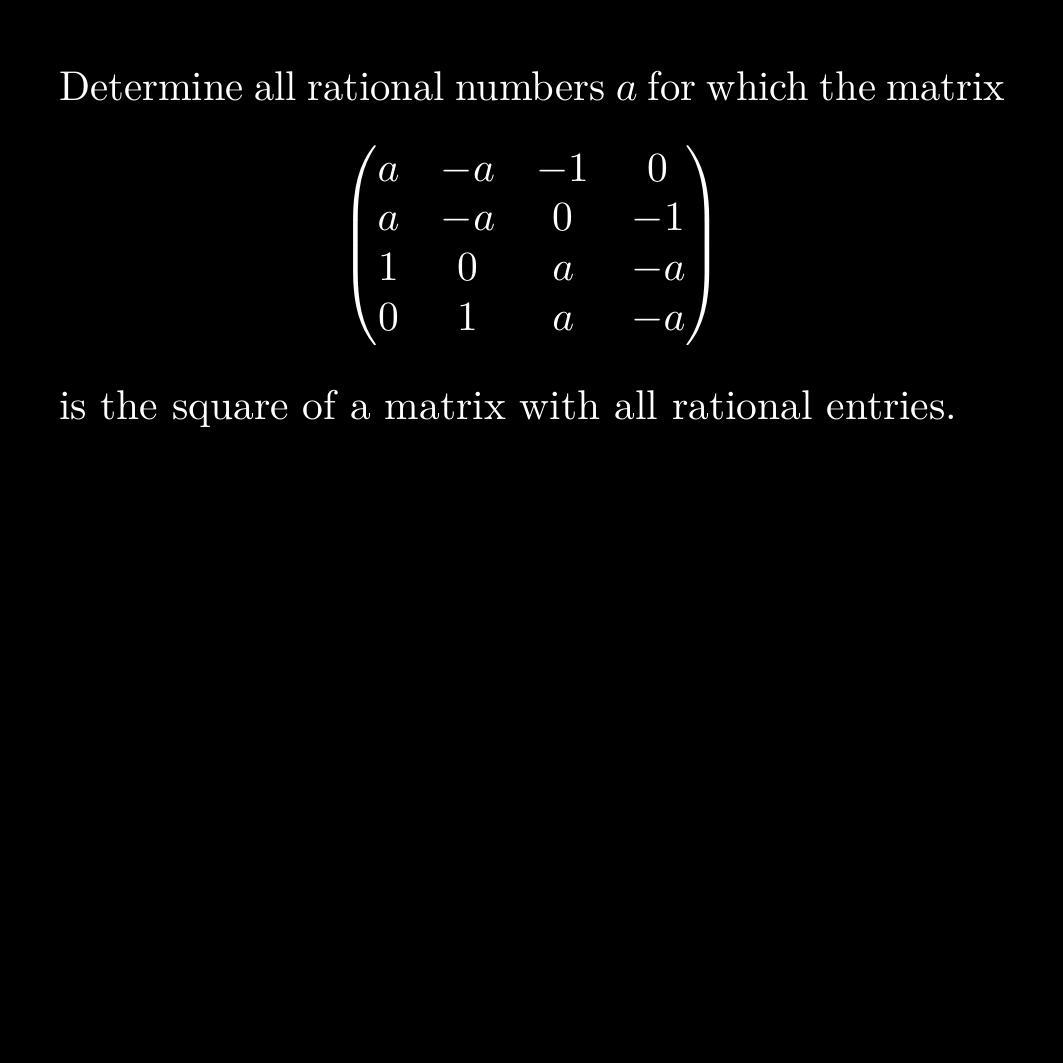 Determine all rational numbers a for which the matrix
a −a −1 0
a −a 0 −1
1 0 a −a
0 1 a −a
is the square of a matrix with all rational entries.